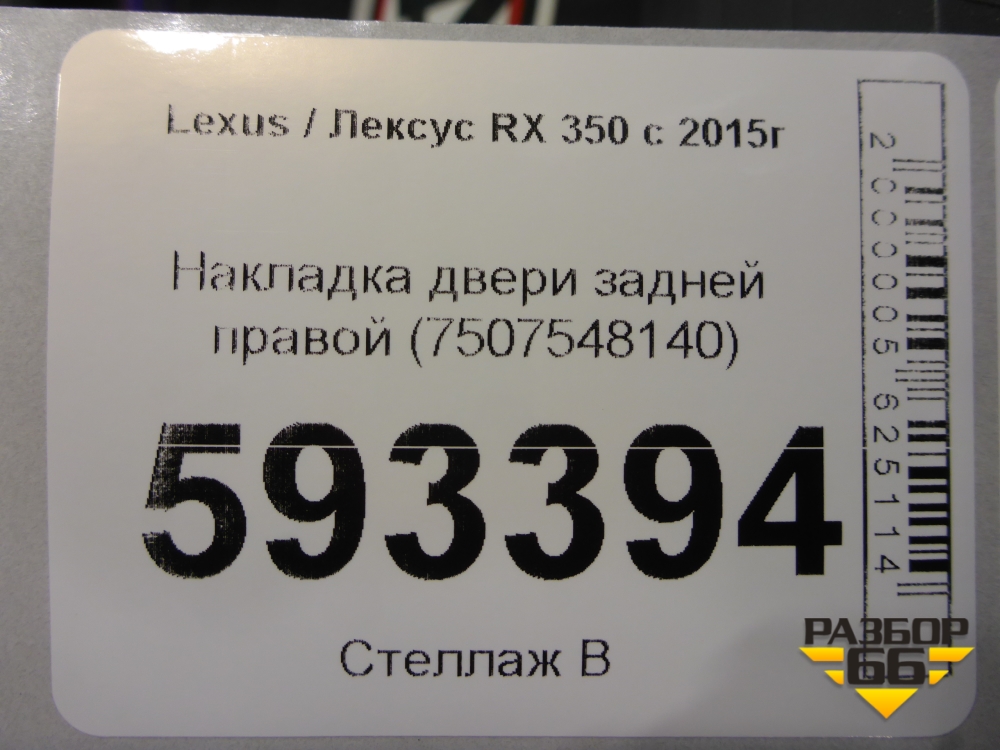 Lexus / Лексус RX 350 с 2015г
Накладка двери задней
правой (7507548140)
593394
Стеллаж В
2000005625114
РАЗБОР
66